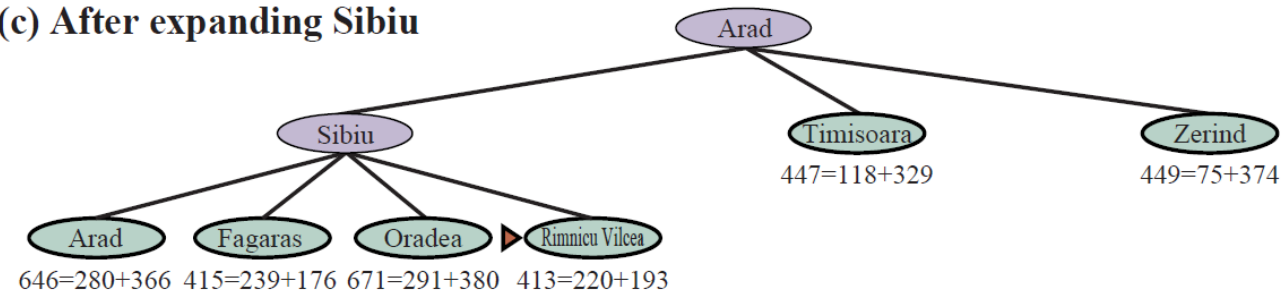 (c) After expanding Sibiu
Arad
Sibiu
Timisoara
Zerind
447=118+329
449=75+374
Arad
Fagaras
Oradea
Rimnicu Vilcea
646=280+366
415=239+176
671=291+380
413=220+193